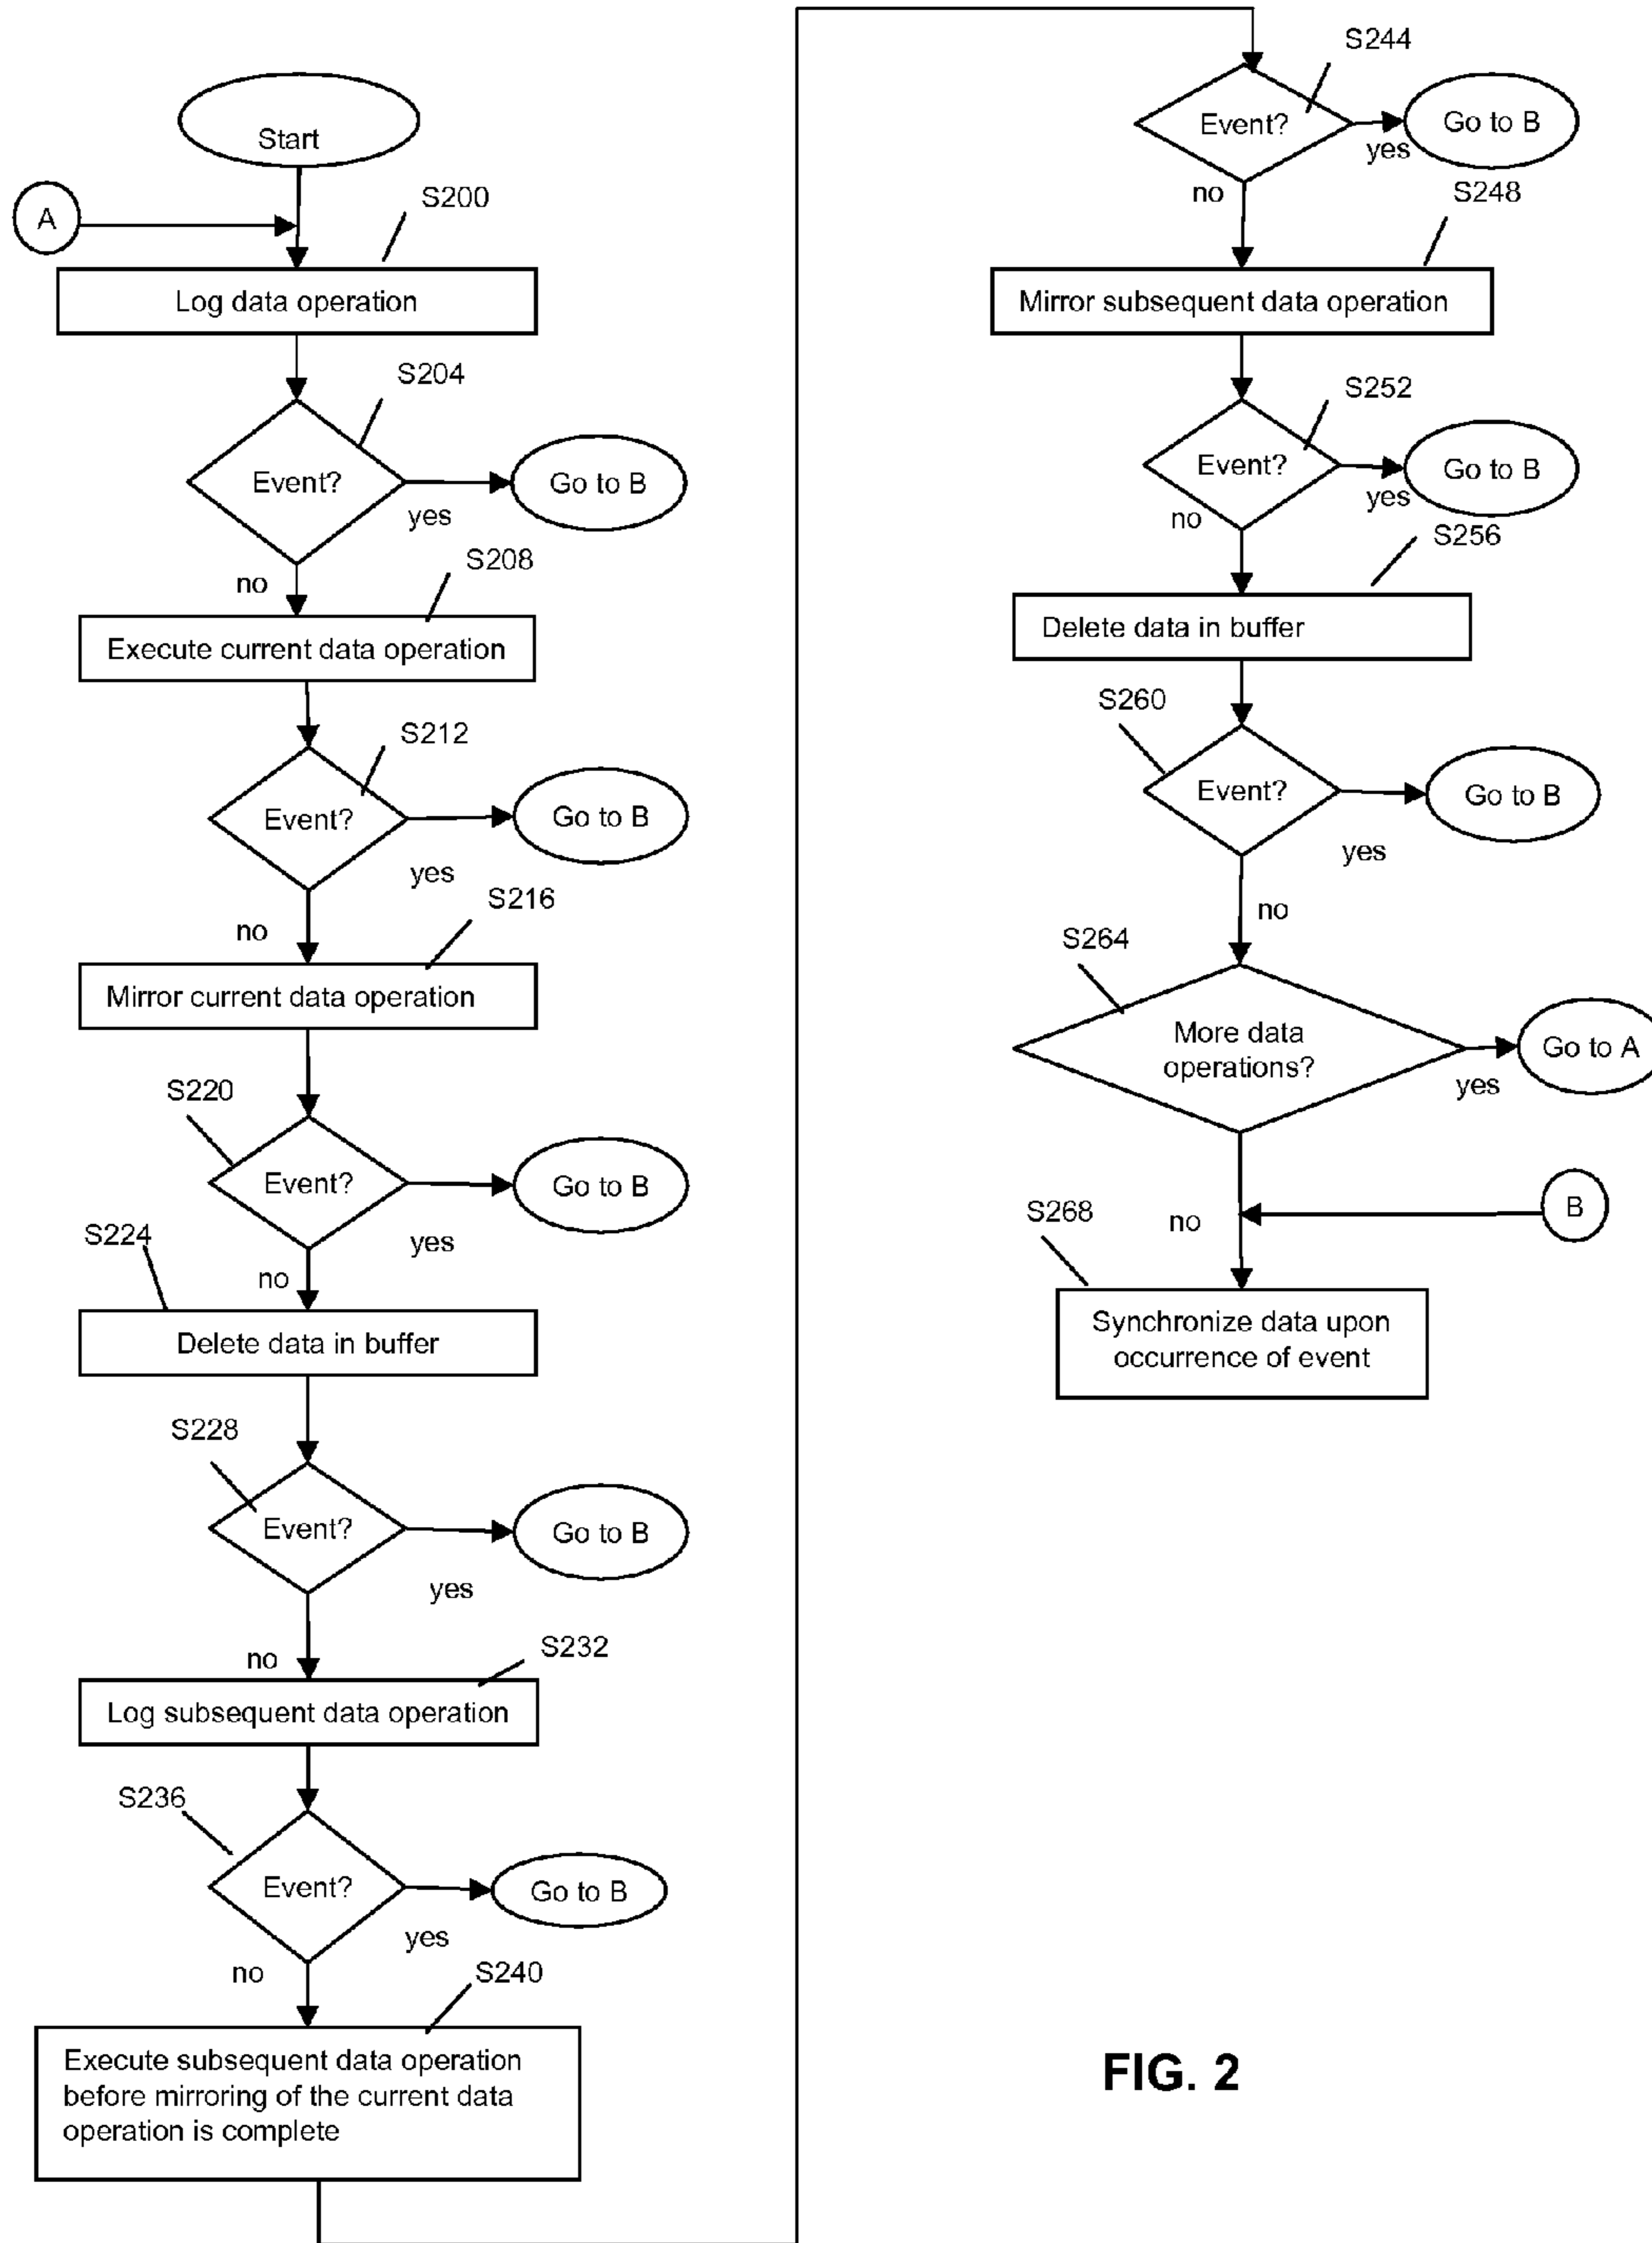 Start
A
S200
Log data operation
S204
Event?
Go to B
yes
no
S208
Execute current data operation
S212
Event?
Go to B
yes
no
S216
Mirror current data operation
S220
Event?
Go to B
yes
no
S224
Delete data in buffer
S228
Event?
Go to B
yes
no
S232
Log subsequent data operation
S236
Event?
Go to B
yes
no
S240
Execute subsequent data operation
before mirroring of the current data
operation is complete
S244
Event?
Go to B
yes
no
S248
Mirror subsequent data operation
S252
Event?
Go to B
yes
no
S256
Delete data in buffer
S260
Event?
Go to B
yes
no
S264
More data
operations?
Go to A
yes
B
S268
no
Synchronize data upon
occurrence of event
FIG. 2